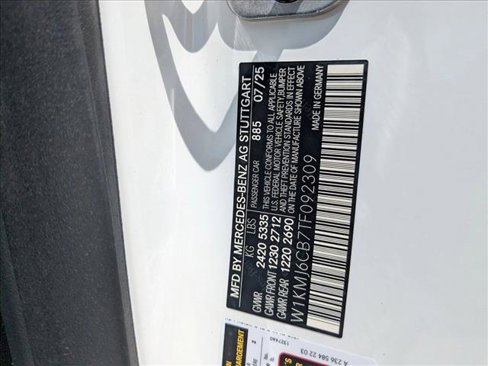 MFD BY MERCEDES-BENZ AG STUTTGART
KG LBS PASSENGER CAR 885 07/25
GVWR 2420 5335 THIS VEHICLE CONFORMS TO ALL APPLICABLE
GAWR FRONT 1230 2712 U.S. FEDERAL MOTOR VEHICLE SAFETY, BUMPER
GAWR REAR 1220 2690 AND THEFT PREVENTION STANDARDS IN EFFECT
ON THE DATE OF MANUFACTURE SHOWN ABOVE
W1KMJ6CB7TF092309 MADE IN GERMANY
A 236 584 22 03